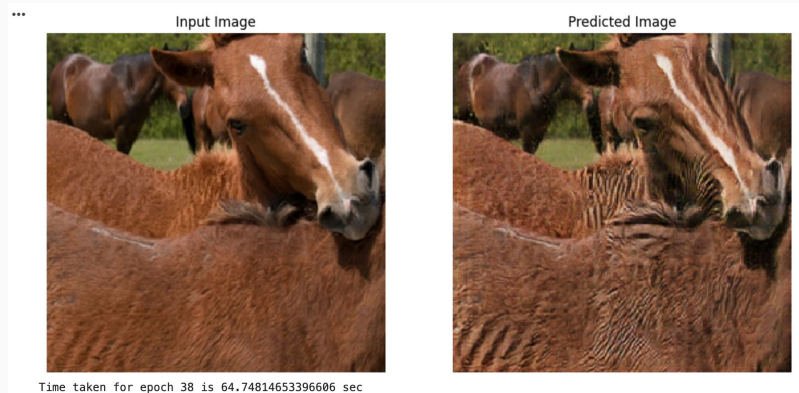 Input Image
Predicted Image
Time taken for epoch 38 is 64.74814653396606 sec